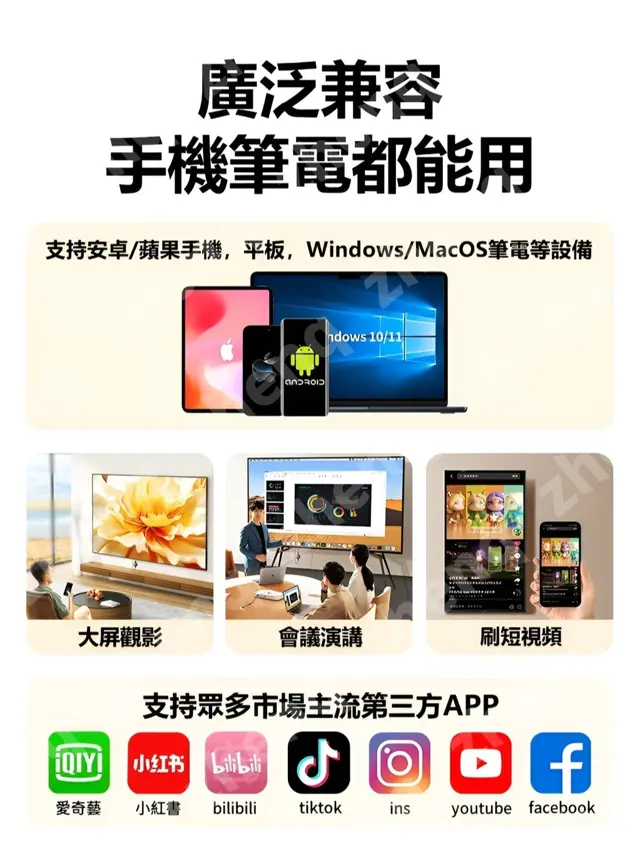 廣泛兼容
手機筆電都能用
支持安卓/蘋果手機，平板，Windows/MacOS筆電等設備
ndows 10/11
ANDROID
大屏觀影
會議演講
刷短視頻
支持眾多市場主流第三方APP
iQIYI
小红书
bilibili
愛奇藝
小紅書
bilibili
tiktok
ins
youtube
facebook